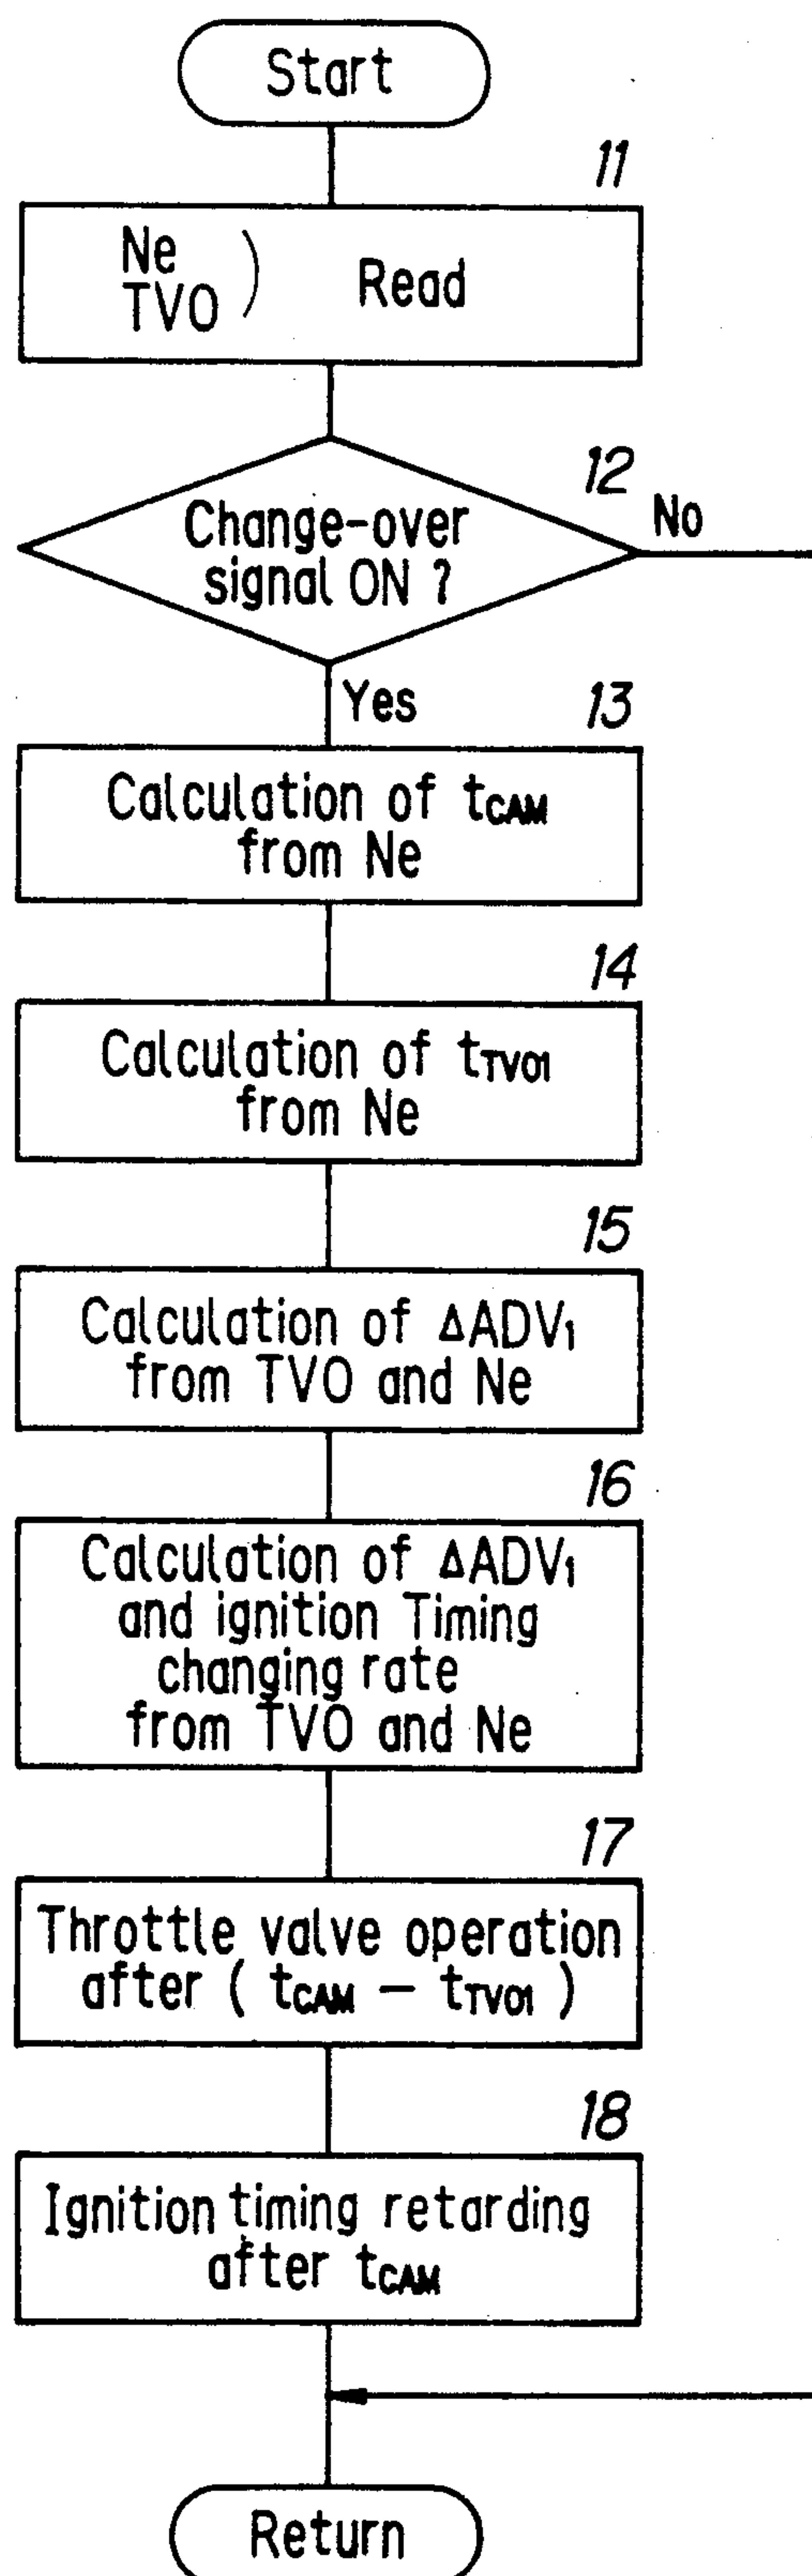 Start
11
Ne
TVO ) Read
12
Change-over
signal ON ?
No
Yes
13
Calculation of tCAM
from Ne
14
Calculation of tTVO1
from Ne
15
Calculation of ΔADV1
from TVO and Ne
16
Calculation of ΔADV1
and ignition Timing
changing rate
from TVO and Ne
17
Throttle valve operation
after ( tCAM − tTVO1 )
18
Ignition timing retarding
after tCAM
Return